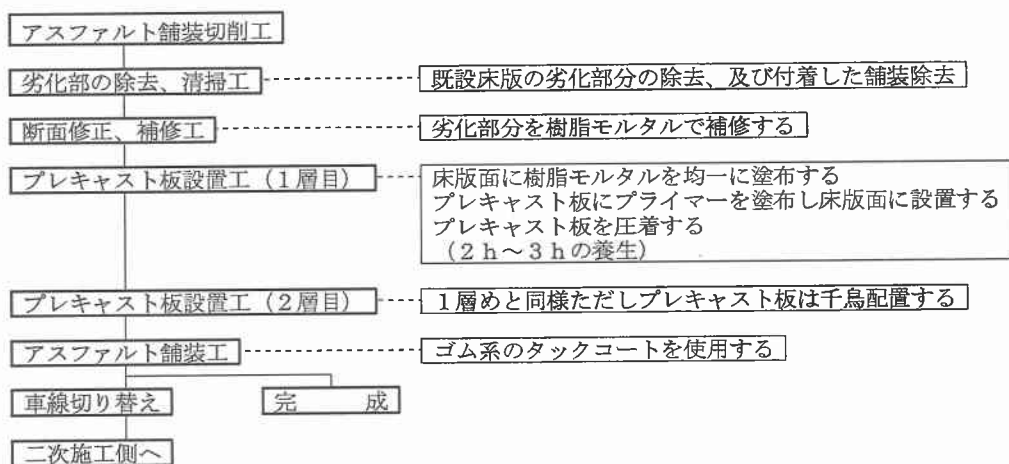 アスファルト舗装切削工
劣化部の除去、清掃工
既設床版の劣化部分の除去、及び付着した舗装除去
断面修正、補修工
劣化部分を樹脂モルタルで補修する
プレキャスト板設置工(1層目)
床版面に樹脂モルタルを均一に塗布する
プレキャスト板にプライマーを塗布し床版面に設置する
プレキャスト板を圧着する
(2h~3hの養生)
プレキャスト板設置工(2層目)
1層めと同様ただしプレキャスト板は千鳥配置する
アスファルト舗装工
ゴム系のタックコートを使用する
車線切り替え
完 成
二次施工側へ